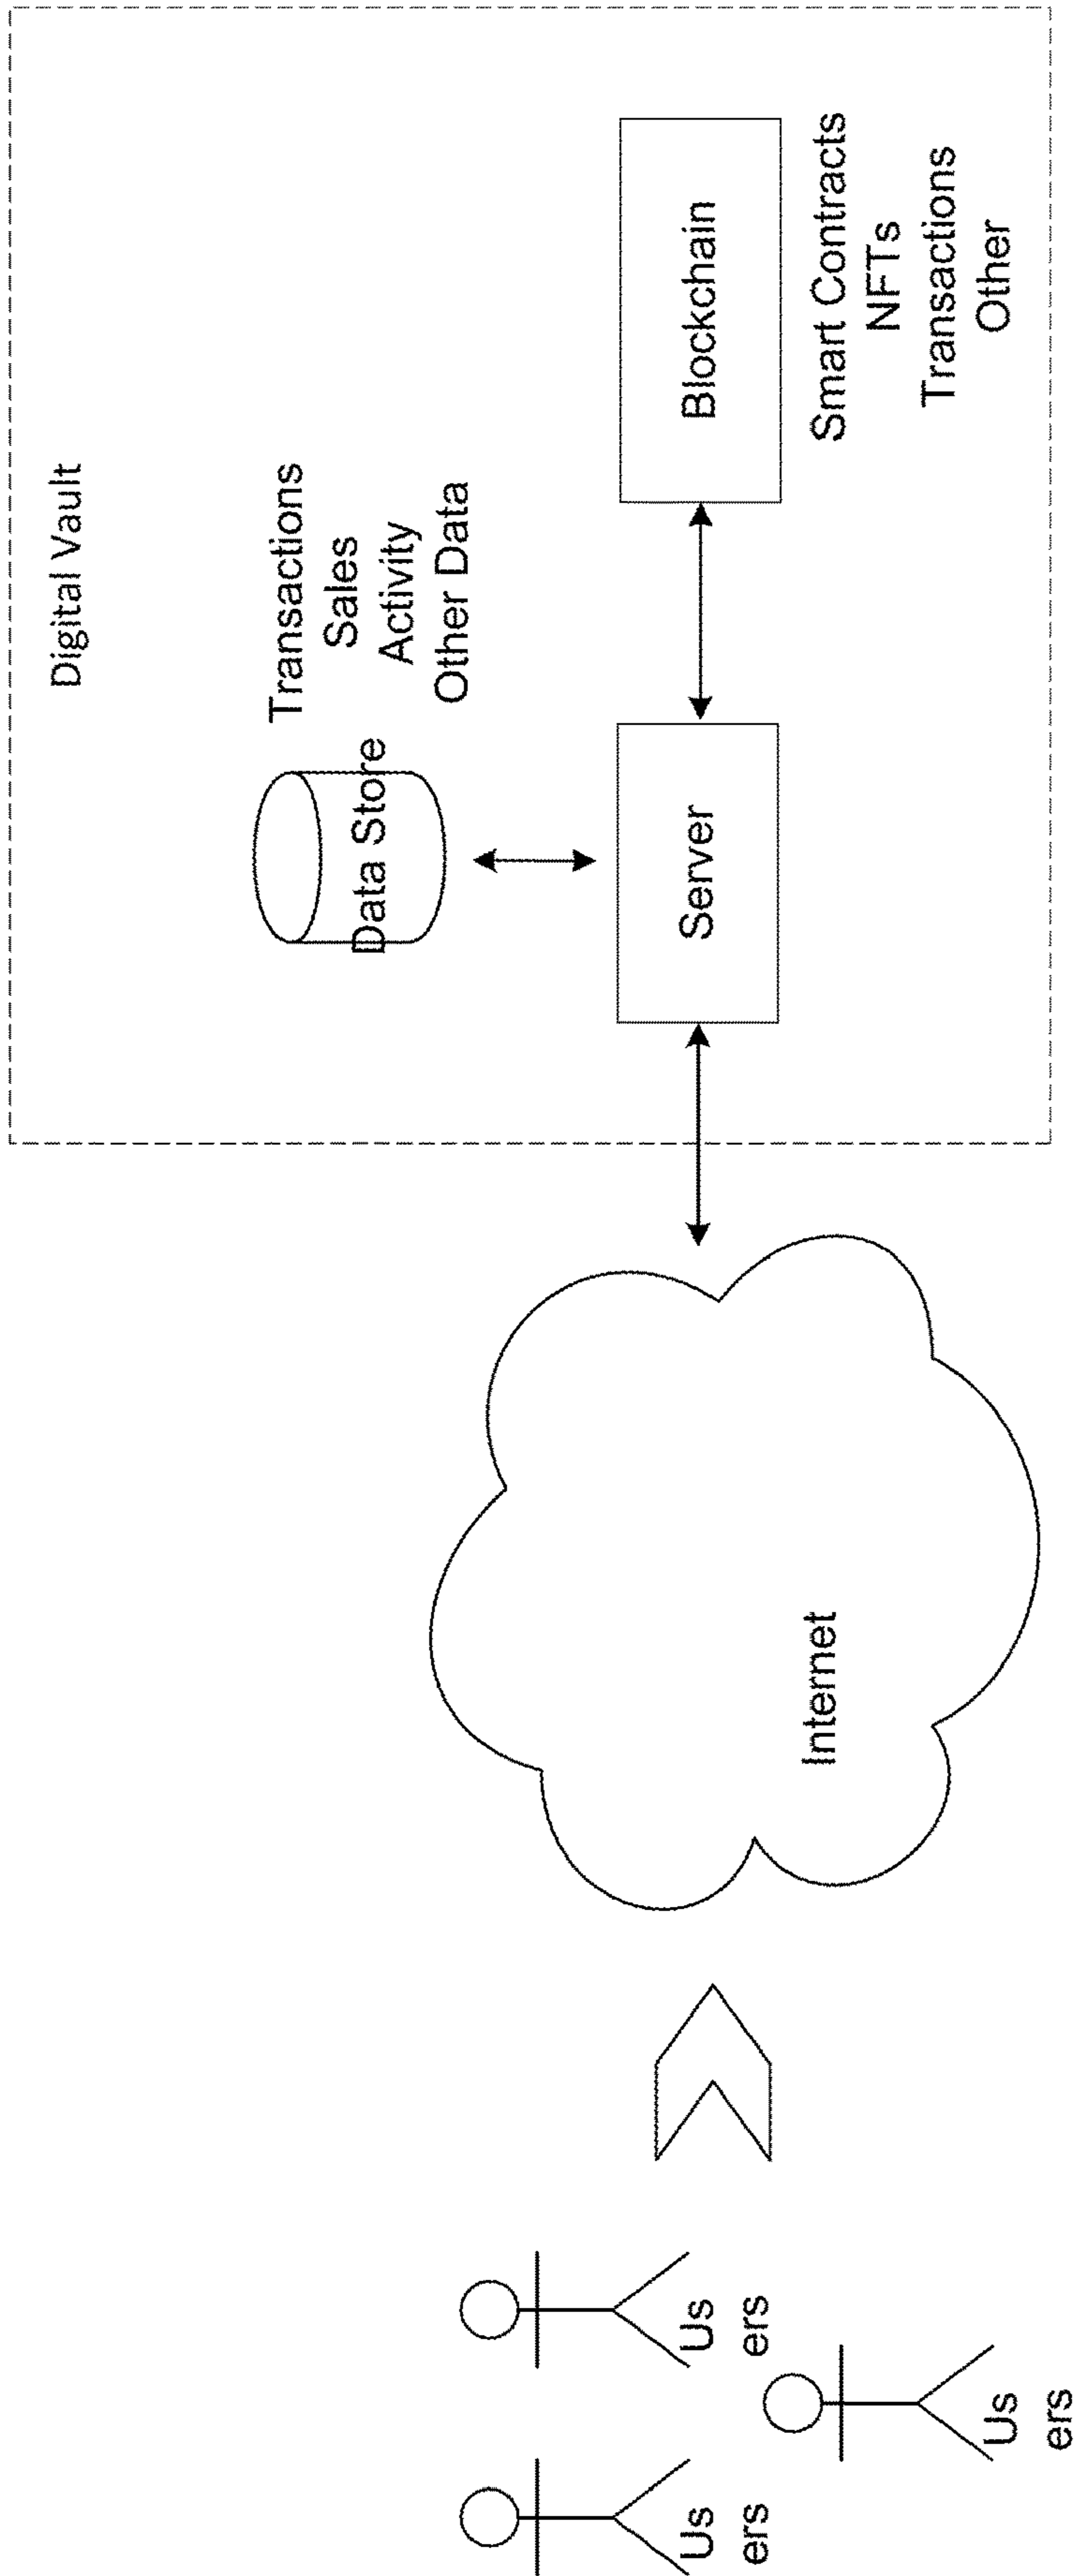 Digital Vault
Transactions
Sales
Activity
Other Data
Data Store
Server
Blockchain
Smart Contracts
NFTs
Transactions
Other
Internet
Us
ers
Us
ers
Us
ers